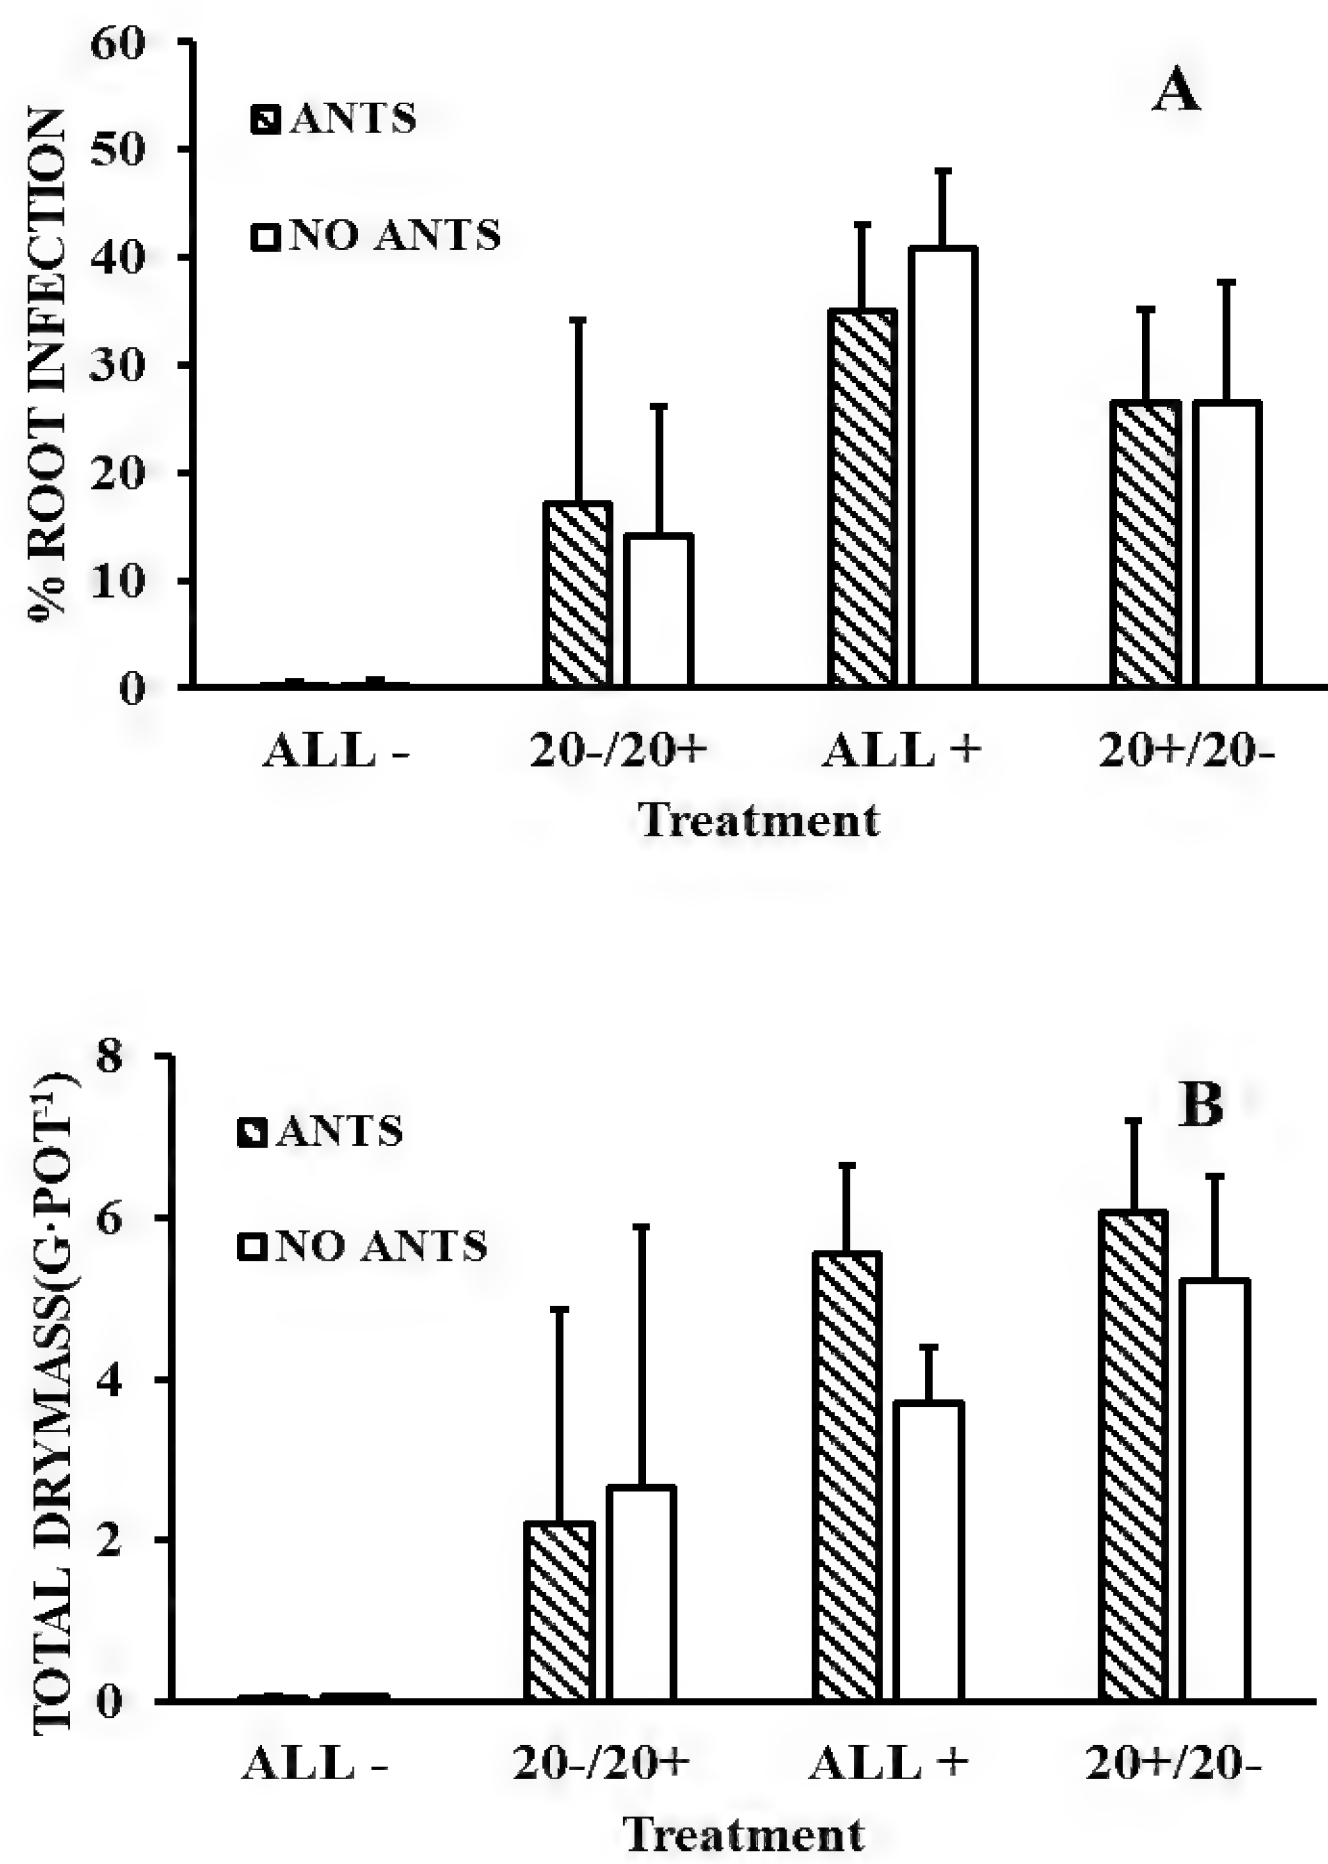 60
50
40
30
20
10
0
% ROOT INFECTION
ANTS
NO ANTS
A
ALL - 20-/20+ ALL + 20+/20-
Treatment
8
6
4
2
0
TOTAL DRYMASS(G·POT⁻¹)
ANTS
NO ANTS
B
ALL - 20-/20+ ALL + 20+/20-
Treatment